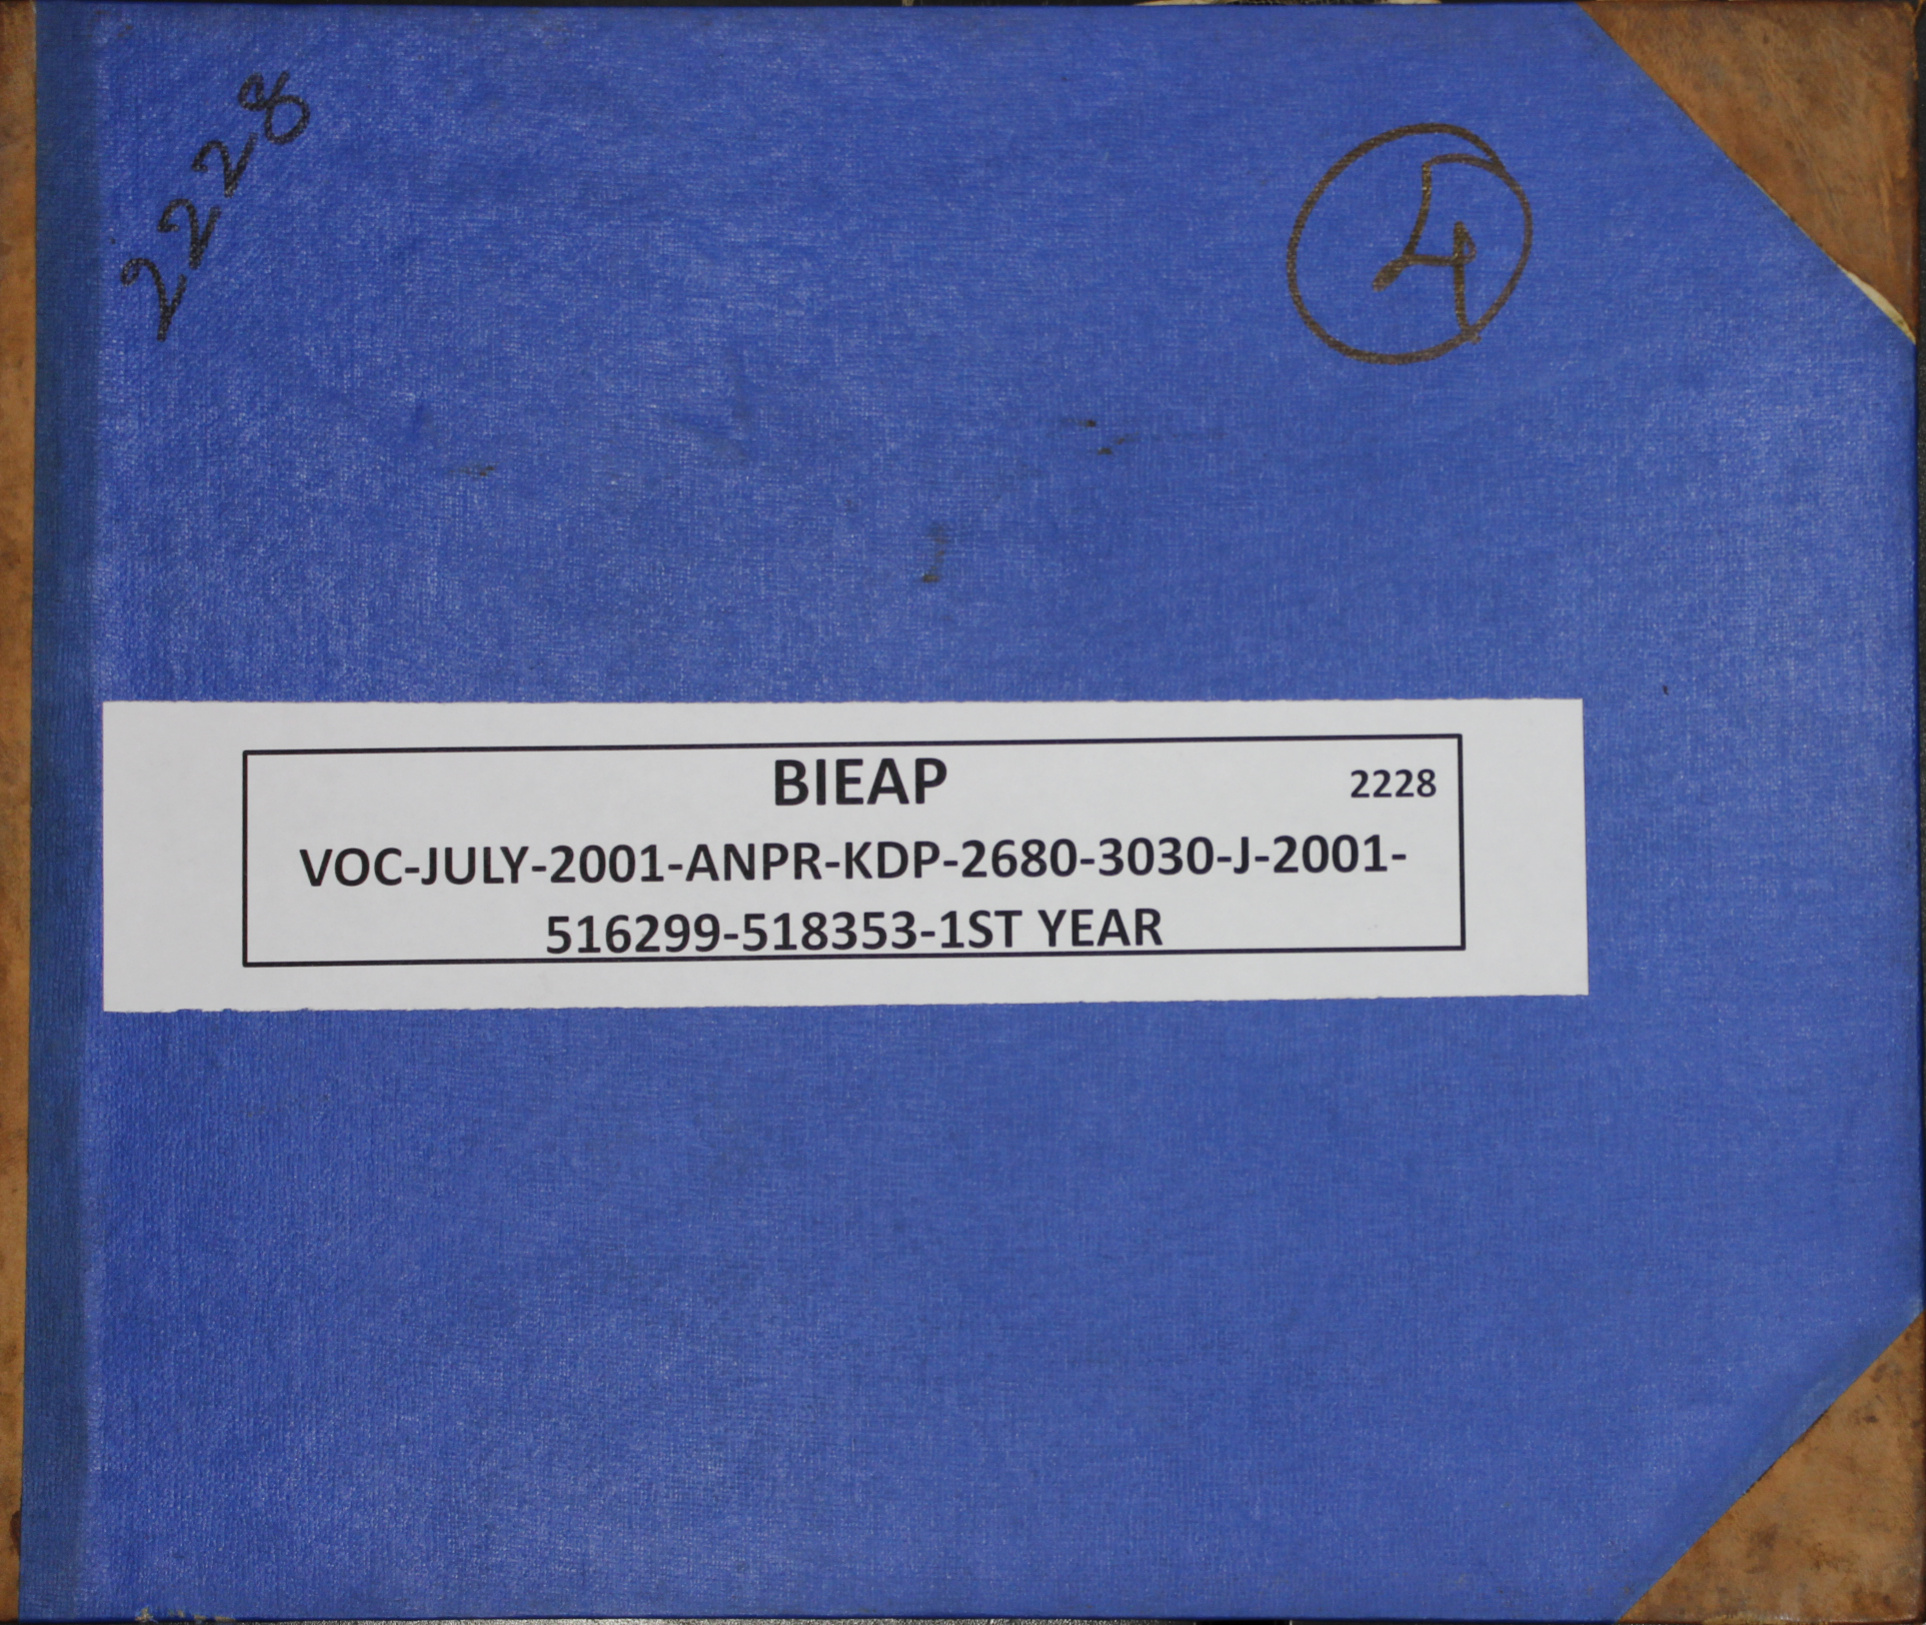 2228
4
BIEAP
2228
VOC-JULY-2001-ANPR-KDP-2680-3030-J-2001-
516299-518353-1ST YEAR